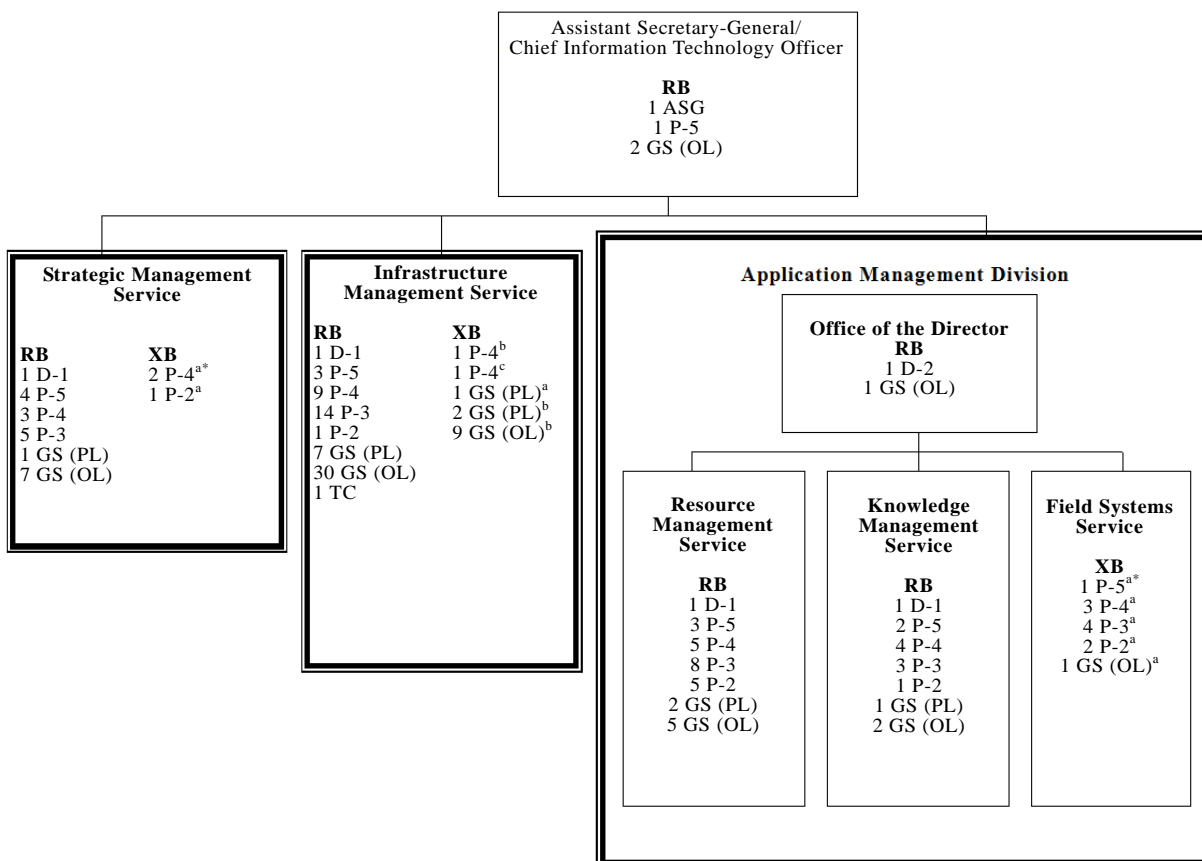 Assistant Secretary-General/
Chief Information Technology Officer
RB
1 ASG
1 P-5
2 GS (OL)
Strategic Management
Service
RB
1 D-1
4 P-5
3 P-4
5 P-3
1 GS (PL)
7 GS (OL)
XB
2 P-4a*
1 P-2a
Infrastructure
Management Service
RB
1 D-1
3 P-5
9 P-4
14 P-3
1 P-2
7 GS (PL)
30 GS (OL)
1 TC
XB
1 P-4b
1 P-4c
1 GS (PL)a
2 GS (PL)b
9 GS (OL)b
Application Management Division
Office of the Director
RB
1 D-2
1 GS (OL)
Resource
Management
Service
RB
1 D-1
3 P-5
5 P-4
8 P-3
5 P-2
2 GS (PL)
5 GS (OL)
Knowledge
Management
Service
RB
1 D-1
2 P-5
4 P-4
3 P-3
1 P-2
1 GS (PL)
2 GS (OL)
Field Systems
Service
XB
1 P-5a*
3 P-4a
4 P-3a
2 P-2a
1 GS (OL)a